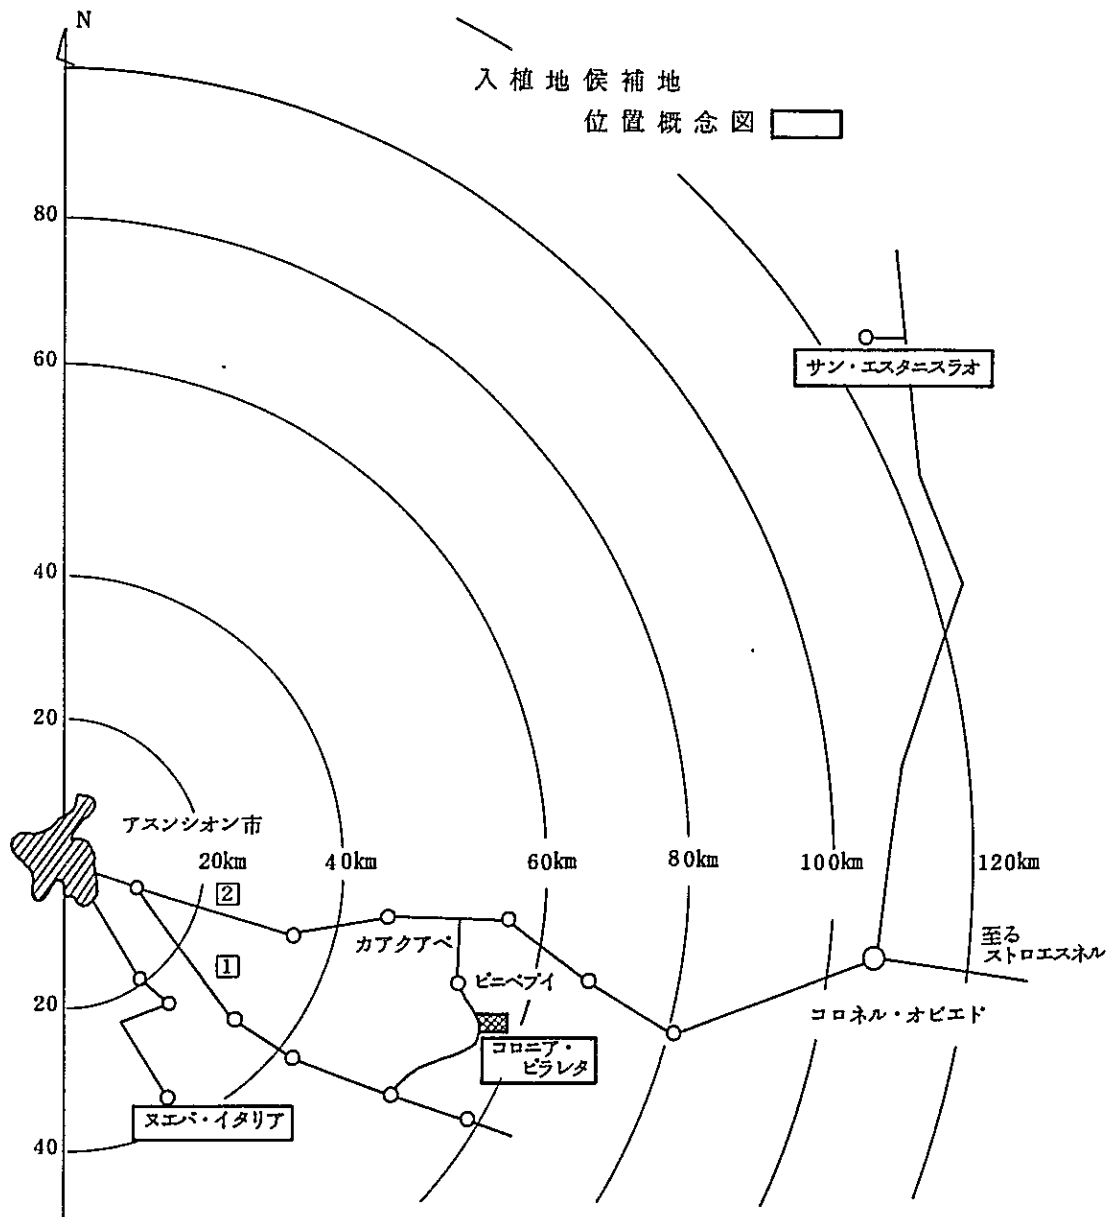 N
入植地候補地
位置概念図
80
60
サン・エスタニスラオ
40
20
アスンシオン市
20km
40km
60km
80km
100km
120km
2
カアクアペ
至る
ストロエスネル
1
ピニペブイ
20
コロネル・オビエド
コロニア・
ピラレタ
ヌエバ・イタリア
40